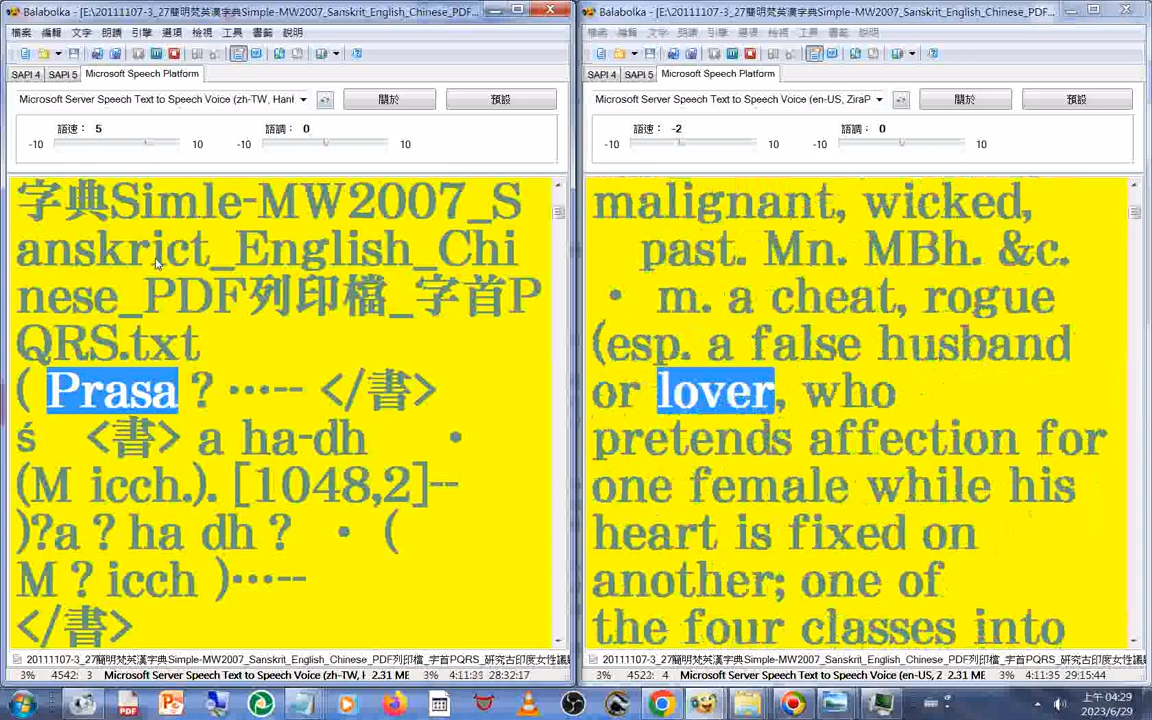 Balabolka - [E:\20111107-3_27簡明梵英漢字典Simple-MW2007_Sanskrit_English_Chinese_PDF...
檔案 編輯 文字 朗讀 引擎 選項 檢視 工具 書籤 說明
SAPI 4 SAPI 5 Microsoft Speech Platform
Microsoft Server Speech Text to Speech Voice (zh-TW, Hanl
關於 預設
語速： 5 語調： 0
-10 10 -10 10
字典Simle-MW2007_S
anskrict_English_Chi
nese_PDF列印檔_字首P
QRS.txt
( Prasa ? …-- </書>
ś <書> a ha-dh •
(M icch.). [1048,2]--
)?a ? ha dh ? • (
M ? icch )…--
</書>
20111107-3_27簡明梵英漢字典Simple-MW2007_Sanskrit_English_Chinese_PDF列印檔_字首PQRS_研究古印度女性議
3% 4542: 3 Microsoft Server Speech Text to Speech Voice (zh-TW, H 2.31 ME 4:11:35 28:32:17
Balabolka - [E:\20111107-3_27簡明梵英漢字典Simple-MW2007_Sanskrit_English_Chinese_PDF...
檔案 編輯 文字 朗讀 引擎 選項 檢視 工具 書籤 說明
SAPI 4 SAPI 5 Microsoft Speech Platform
Microsoft Server Speech Text to Speech Voice (en-US, ZiraP
關於 預設
語速： -2 語調： 0
-10 10 -10 10
malignant, wicked,
past. Mn. MBh. &c.
• m. a cheat, rogue
(esp. a false husband
or lover, who
pretends affection for
one female while his
heart is fixed on
another; one of
the four classes into
20111107-3_27簡明梵英漢字典Simple-MW2007_Sanskrit_English_Chinese_PDF列印檔_字首PQRS_研究古印度女性議
3% 4523: 4 Microsoft Server Speech Text to Speech Voice (en-US, Z 2.31 ME 4:11:35 29:15:44
上午 04:29
2023/6/29